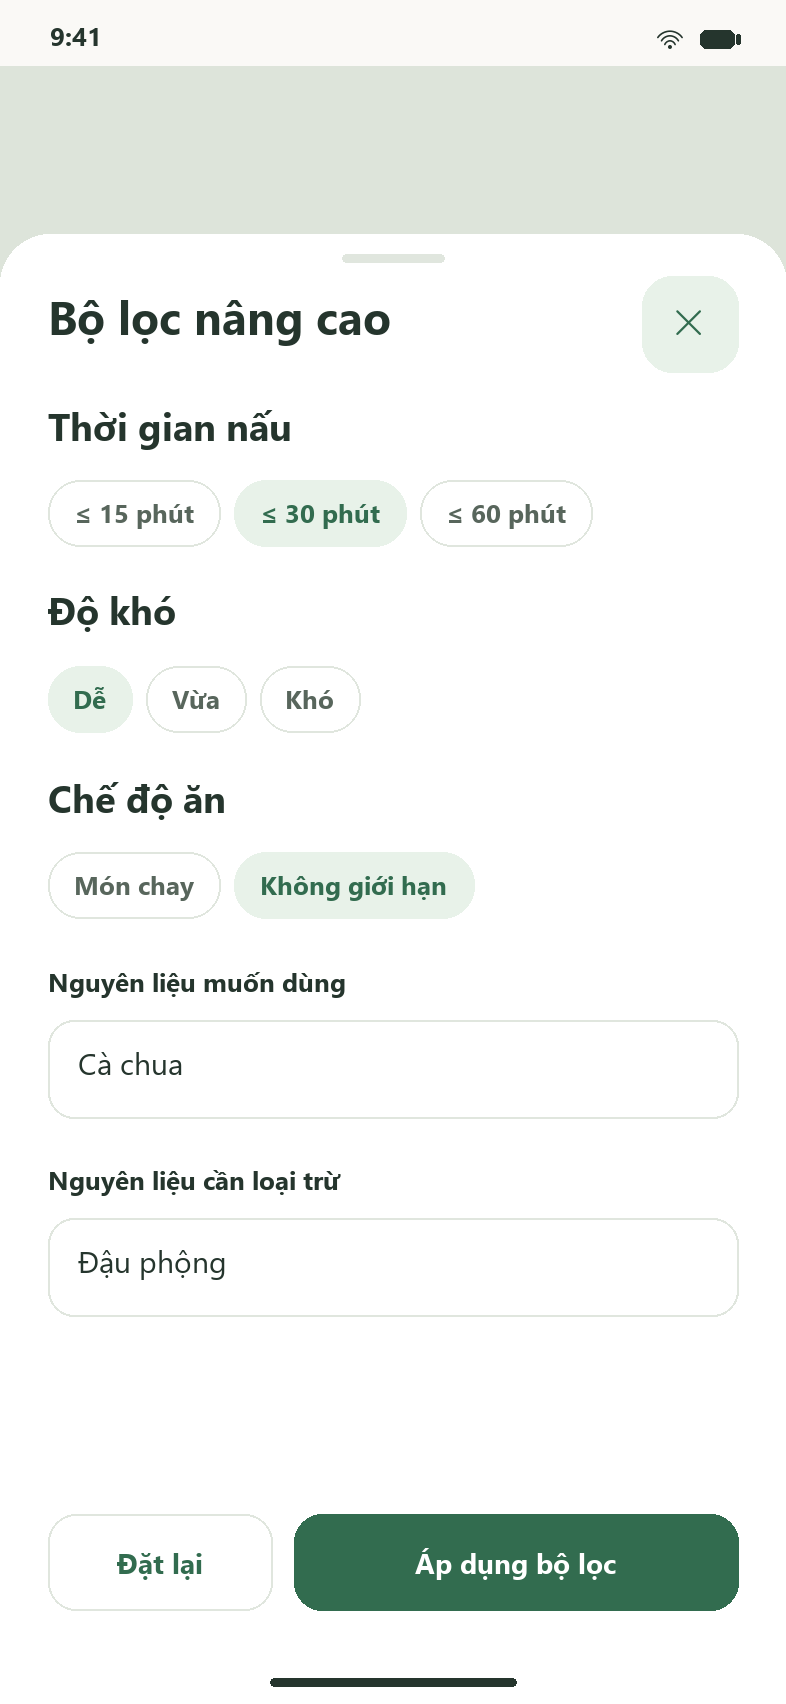 9:41
Bộ lọc nâng cao
Thời gian nấu
≤ 15 phút ≤ 30 phút ≤ 60 phút
Độ khó
Dễ Vừa Khó
Chế độ ăn
Món chay Không giới hạn
Nguyên liệu muốn dùng
Cà chua
Nguyên liệu cần loại trừ
Đậu phộng
Đặt lại Áp dụng bộ lọc